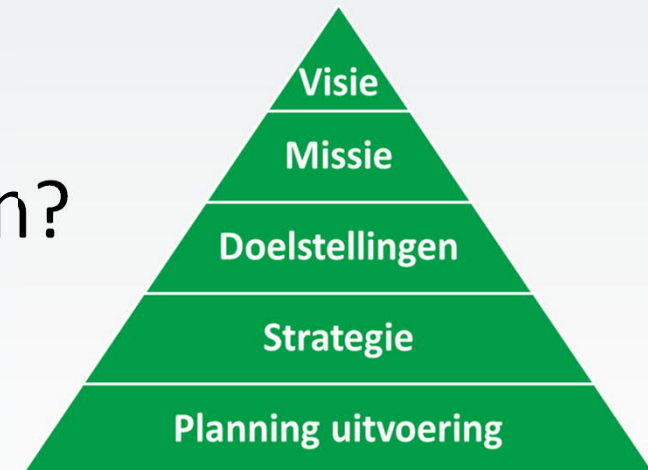 Visie
Missie
n?
Doelstellingen
Strategie
Planning uitvoering